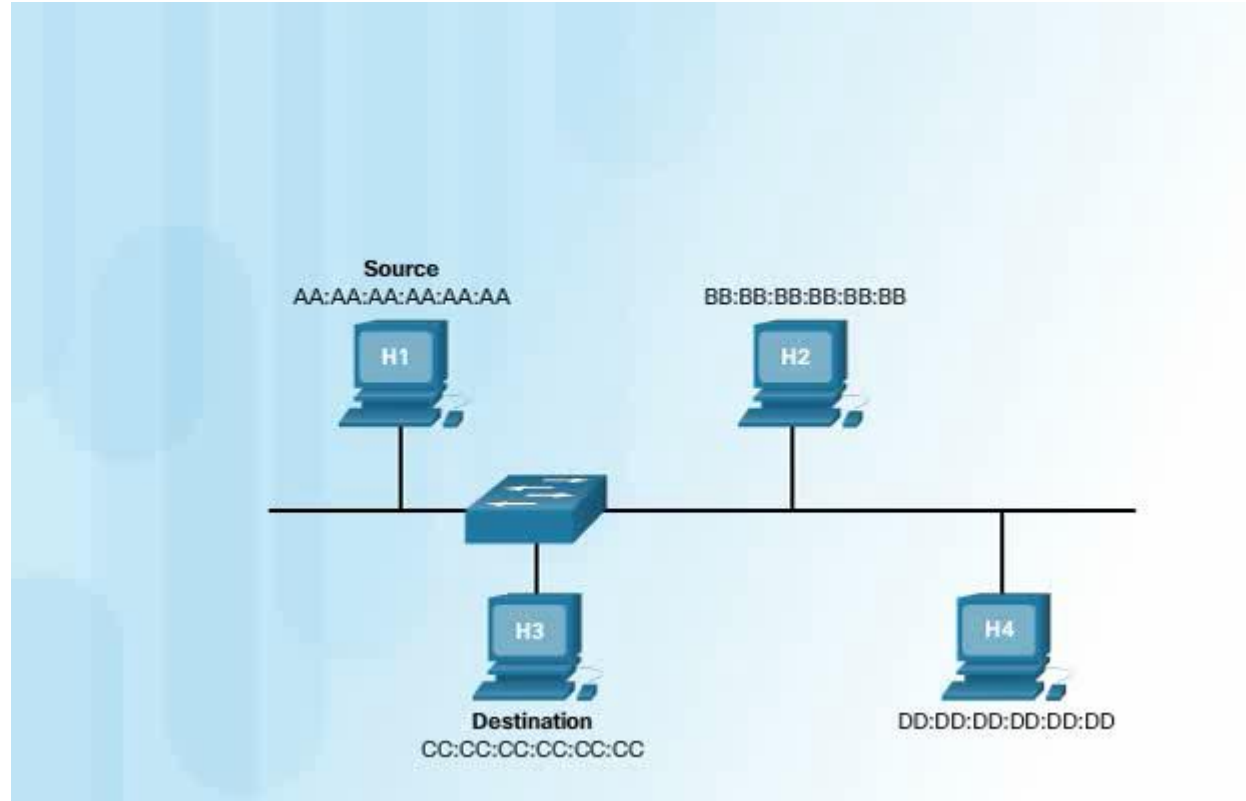 Source
AA:AA:AA:AA:AA:AA
H1
BB:BB:BB:BB:BB:BB
H2
H3
Destination
CC:CC:CC:CC:CC:CC
H4
DD:DD:DD:DD:DD:DD